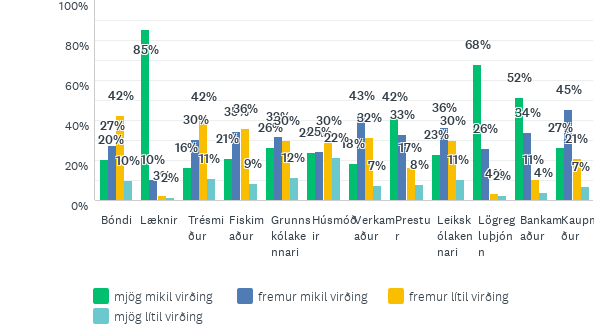 100%
80%
60%
40%
20%
0%
20% 27% 42% 10%
85% 10% 3% 2%
16% 30% 42% 11%
21% 36% 9%
26% 30% 12%
25% 30% 22%
18% 43% 32% 7%
42% 33% 17% 8%
23% 36% 30% 11%
68% 26% 4% 2%
52% 34% 11% 4%
27% 45% 21% 7%
Bóndi Læknir Trésmi Fiskim Grunns Húsmóð Verkam Prestu Leiksk Lögreg Bankam Kaupm
ður aður kólake ir aður r ólaken luþjón aður ður
nnari nari n
mjög mikil virðing fremur mikil virðing fremur lítil virðing
mjög lítil virðing